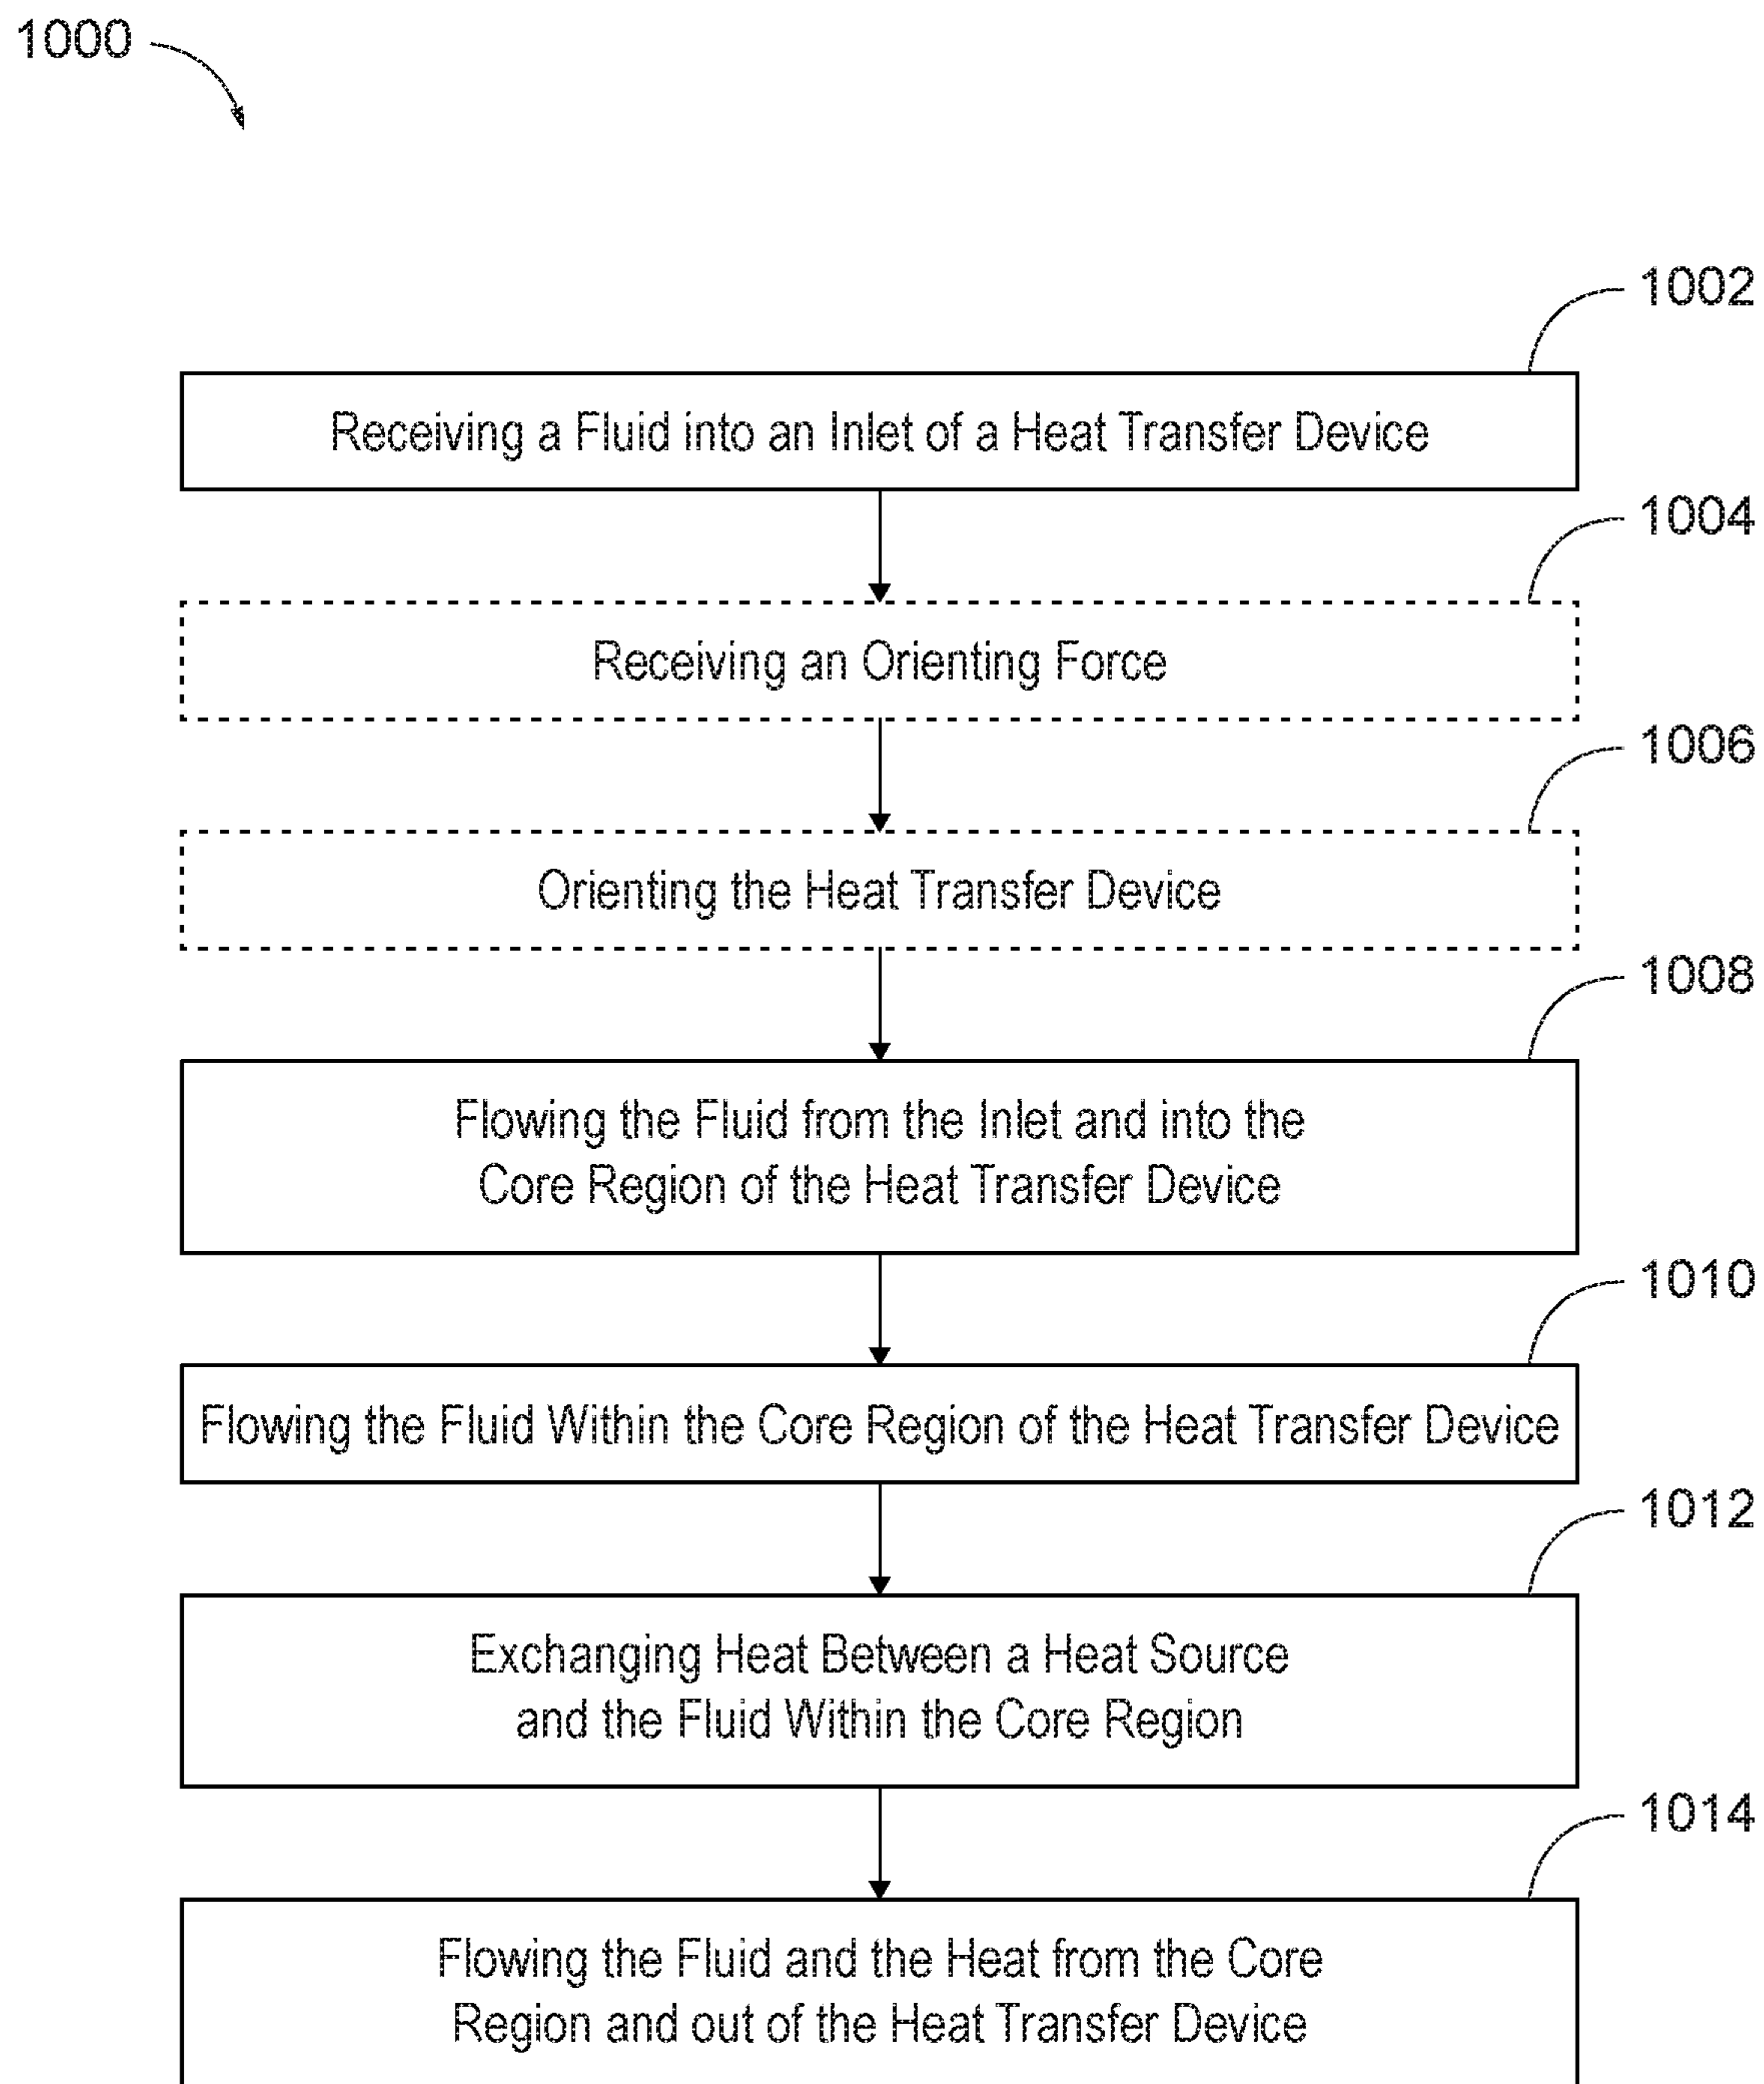 1000
1002
Receiving a Fluid into an Inlet of a Heat Transfer Device
1004
Receiving an Orienting Force
1006
Orienting the Heat Transfer Device
1008
Flowing the Fluid from the Inlet and into the
Core Region of the Heat Transfer Device
1010
Flowing the Fluid Within the Core Region of the Heat Transfer Device
1012
Exchanging Heat Between a Heat Source
and the Fluid Within the Core Region
1014
Flowing the Fluid and the Heat from the Core
Region and out of the Heat Transfer Device